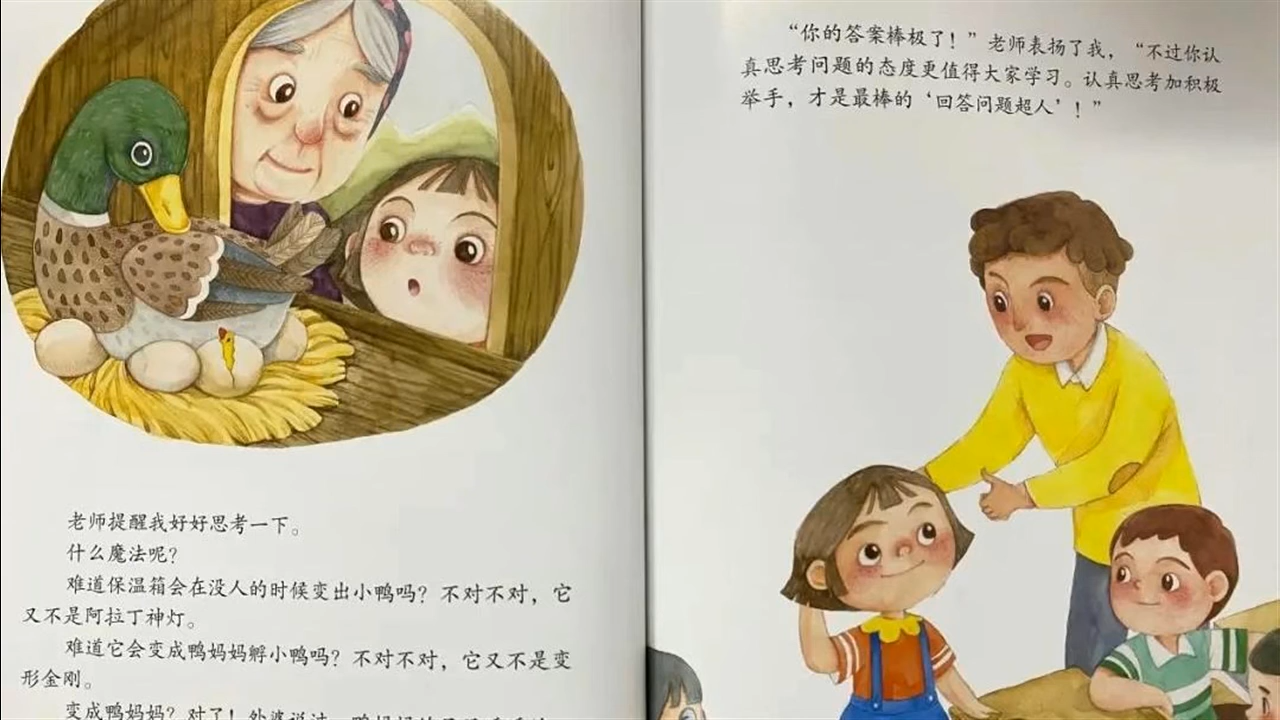 老师提醒我好好思考一下。
什么魔法呢？
难道保温箱会在没人的时候变出小鸭吗？不对不对，它
又不是阿拉丁神灯。
难道它会变成鸭妈妈孵小鸭吗？不对不对，它又不是变
形金刚。
变成鸭妈妈？对了！外婆说过，鸭妈妈的
“你的答案棒极了！”老师表扬了我，“不过你认
真思考问题的态度更值得大家学习。认真思考加积极
举手，才是最棒的‘回答问题超人’！”